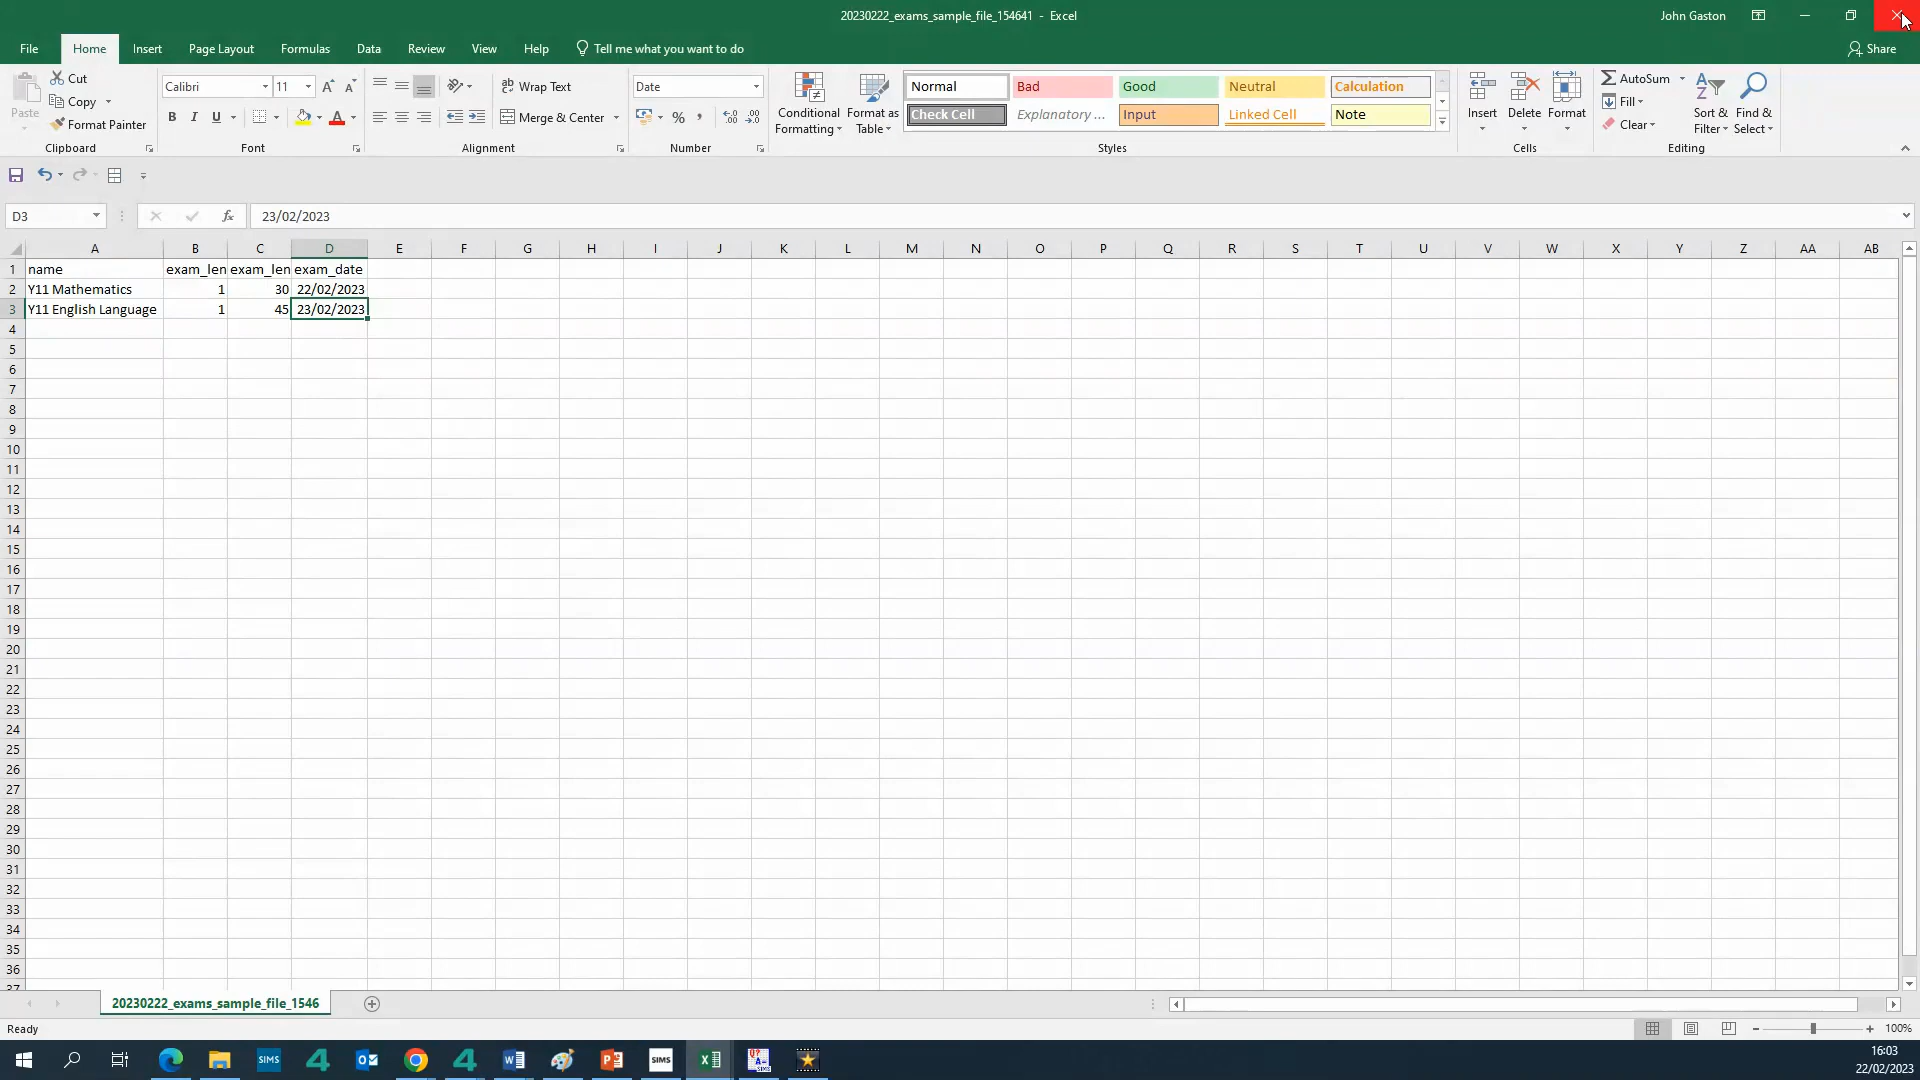 20230222_exams_sample_file_154641 - Excel
John Gaston
File Home Insert Page Layout Formulas Data Review View Help Tell me what you want to do
Share
Paste
Cut
Copy
Format Painter
Clipboard
Calibri 11
B I U
Font
Wrap Text
Merge & Center
Alignment
Date
%
Number
Conditional Formatting
Format as Table
Normal Bad Good Neutral Calculation
Check Cell Explanatory ... Input Linked Cell Note
Styles
Insert Delete Format
Cells
AutoSum
Fill
Clear
Sort & Filter
Find & Select
Editing
D3 fx 23/02/2023
A B C D E F G H I J K L M N O P Q R S T U V W X Y Z AA AB
1 name exam_len exam_len exam_date
2 Y11 Mathematics 1 30 22/02/2023
3 Y11 English Language 1 45 23/02/2023
4
5
6
7
8
9
10
11
12
13
14
15
16
17
18
19
20
21
22
23
24
25
26
27
28
29
30
31
32
33
34
35
36
37
20230222_exams_sample_file_1546
Ready
100%
SIMS
SIMS
16:03
22/02/2023